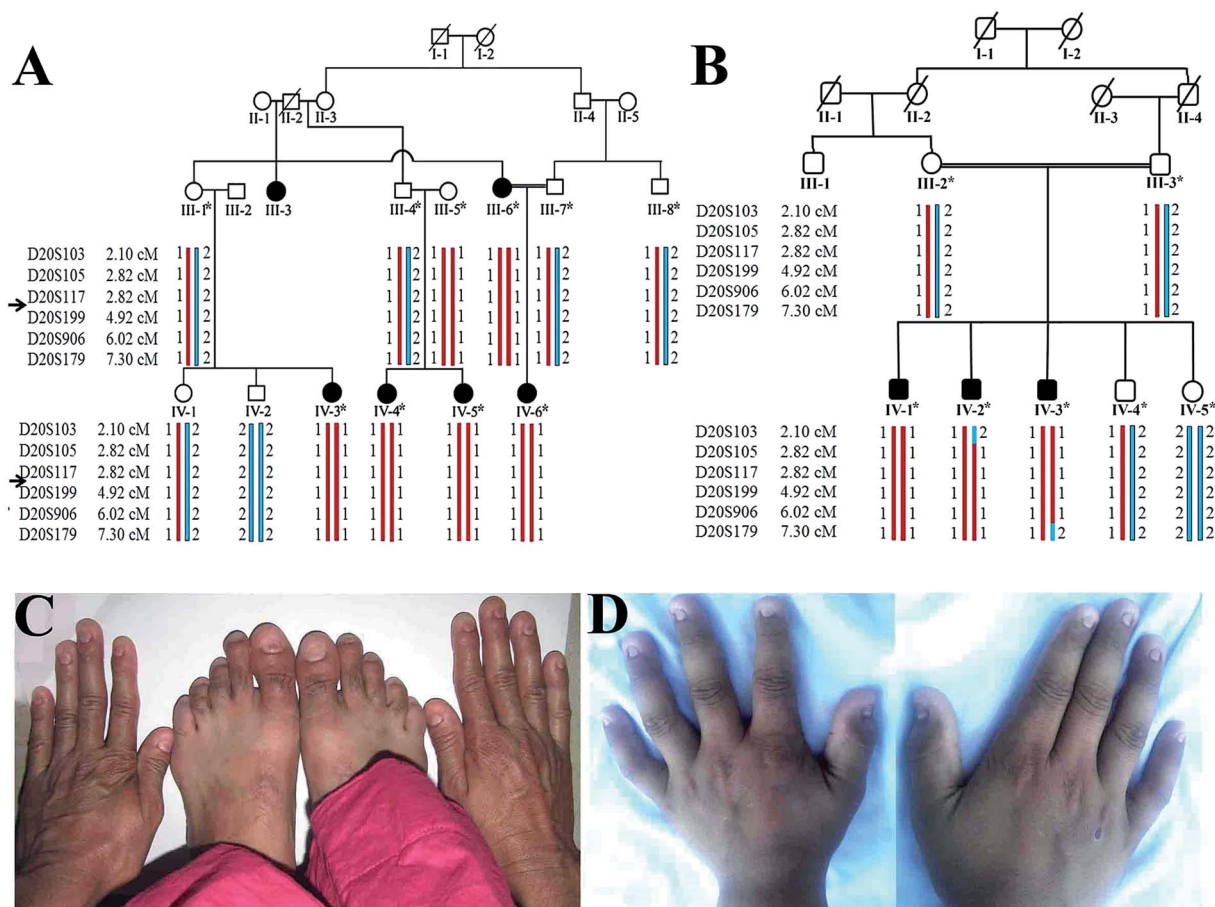 A
I-1 I-2
II-1 II-2 II-3 II-4 II-5
III-1* III-2 III-3 III-4* III-5* III-6* III-7* III-8*
D20S103 2.10 cM 1 2 1 2 1 1 1 1 1 2 1 2
D20S105 2.82 cM 1 2 1 2 1 1 1 1 1 2 1 2
D20S117 2.82 cM 1 2 1 2 1 1 1 1 1 2 1 2
D20S199 4.92 cM 1 2 1 2 1 1 1 1 1 2 1 2
D20S906 6.02 cM 1 2 1 2 1 1 1 1 1 2 1 2
D20S179 7.30 cM 1 2 1 2 1 1 1 1 1 2 1 2
IV-1 IV-2 IV-3* IV-4* IV-5* IV-6*
D20S103 2.10 cM 1 2 2 2 1 1 1 1 1 1 1 1
D20S105 2.82 cM 1 2 2 2 1 1 1 1 1 1 1 1
D20S117 2.82 cM 1 2 2 2 1 1 1 1 1 1 1 1
D20S199 4.92 cM 1 2 2 2 1 1 1 1 1 1 1 1
D20S906 6.02 cM 1 2 2 2 1 1 1 1 1 1 1 1
D20S179 7.30 cM 1 2 2 2 1 1 1 1 1 1 1 1
B
I-1 I-2
II-1 II-2 II-3 II-4
III-1 III-2* III-3*
D20S103 2.10 cM 1 2 1 2
D20S105 2.82 cM 1 2 1 2
D20S117 2.82 cM 1 2 1 2
D20S199 4.92 cM 1 2 1 2
D20S906 6.02 cM 1 2 1 2
D20S179 7.30 cM 1 2 1 2
IV-1* IV-2* IV-3* IV-4* IV-5*
D20S103 2.10 cM 1 1 1 2 1 1 1 2 2 2
D20S105 2.82 cM 1 1 1 1 1 1 1 2 2 2
D20S117 2.82 cM 1 1 1 1 1 1 1 2 2 2
D20S199 4.92 cM 1 1 1 1 1 1 1 2 2 2
D20S906 6.02 cM 1 1 1 1 1 1 1 2 2 2
D20S179 7.30 cM 1 1 1 1 1 2 1 2 2 2
C
D